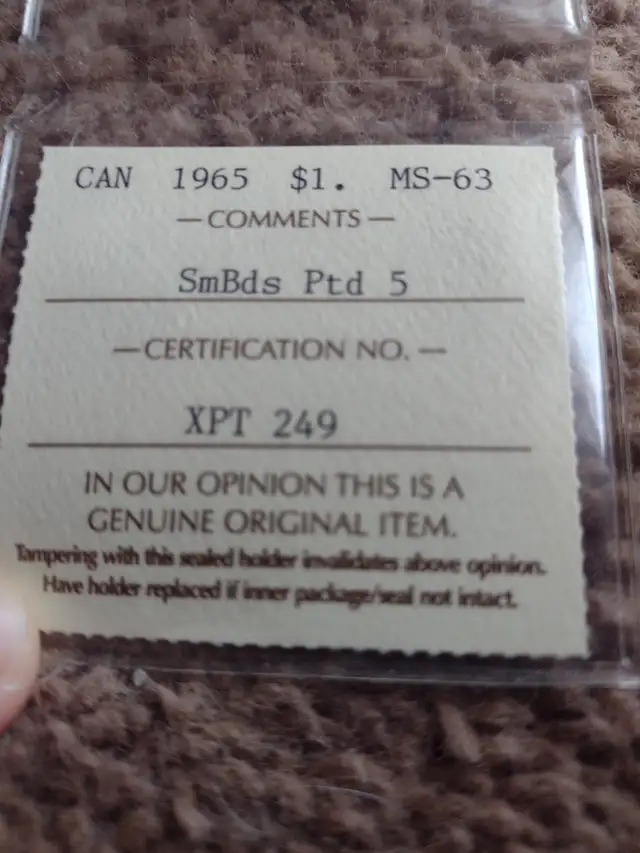 CAN 1965 $1. MS-63
— COMMENTS —
SmBds Ptd 5
— CERTIFICATION NO. —
XPT 249
IN OUR OPINION THIS IS A
GENUINE ORIGINAL ITEM.
Tampering with this sealed holder invalidates above opinion.
Have holder replaced if inner package/seal not intact.